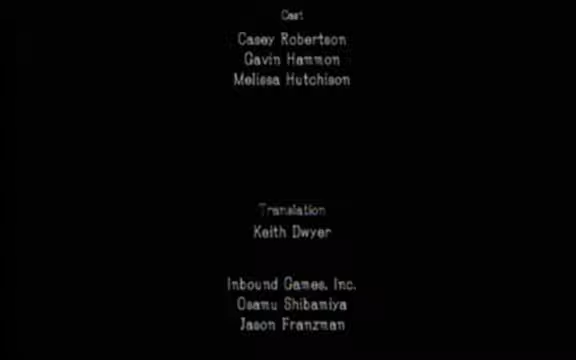 Cast
Casey Robertson
Gavin Hammon
Melissa Hutchison
Translation
Keith Dwyer
Inbound Games, Inc.
Osamu Shibamiya
Jason Franzman